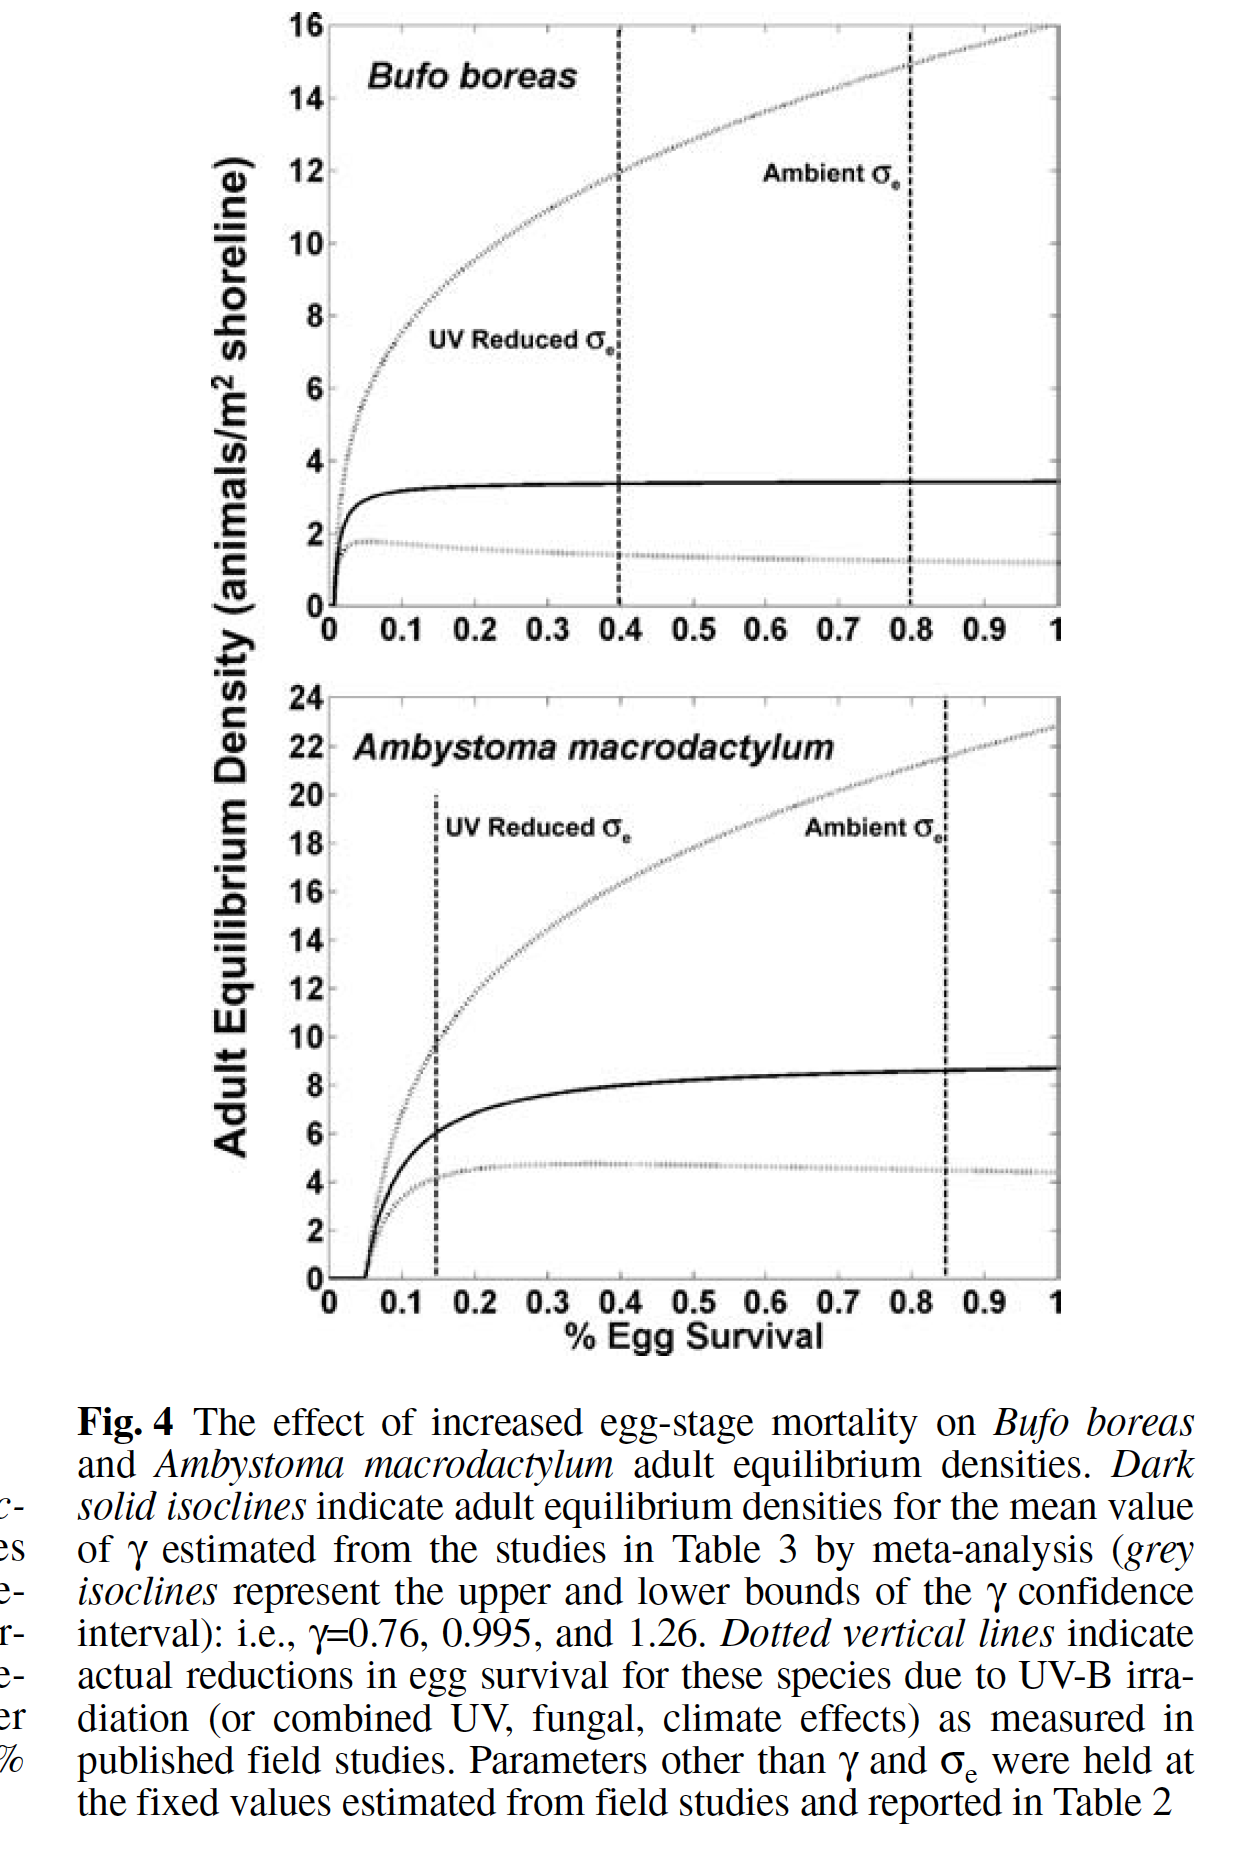 16
Bufo boreas
14
12
Ambient σe
10
8
UV Reduced σe
6
4
2
0
0 0.1 0.2 0.3 0.4 0.5 0.6 0.7 0.8 0.9 1
Adult Equilibrium Density (animals/m² shoreline)
24
22
Ambystoma macrodactylum
20
UV Reduced σe Ambient σe
18
16
14
12
10
8
6
4
2
0
0 0.1 0.2 0.3 0.4 0.5 0.6 0.7 0.8 0.9 1
% Egg Survival
Fig. 4 The effect of increased egg-stage mortality on Bufo boreas
and Ambystoma macrodactylum adult equilibrium densities. Dark
solid isoclines indicate adult equilibrium densities for the mean value
of γ estimated from the studies in Table 3 by meta-analysis (grey
isoclines represent the upper and lower bounds of the γ confidence
interval): i.e., γ=0.76, 0.995, and 1.26. Dotted vertical lines indicate
actual reductions in egg survival for these species due to UV-B irra-
diation (or combined UV, fungal, climate effects) as measured in
published field studies. Parameters other than γ and σe were held at
the fixed values estimated from field studies and reported in Table 2
c-
es
e-
r-
e-
er
%